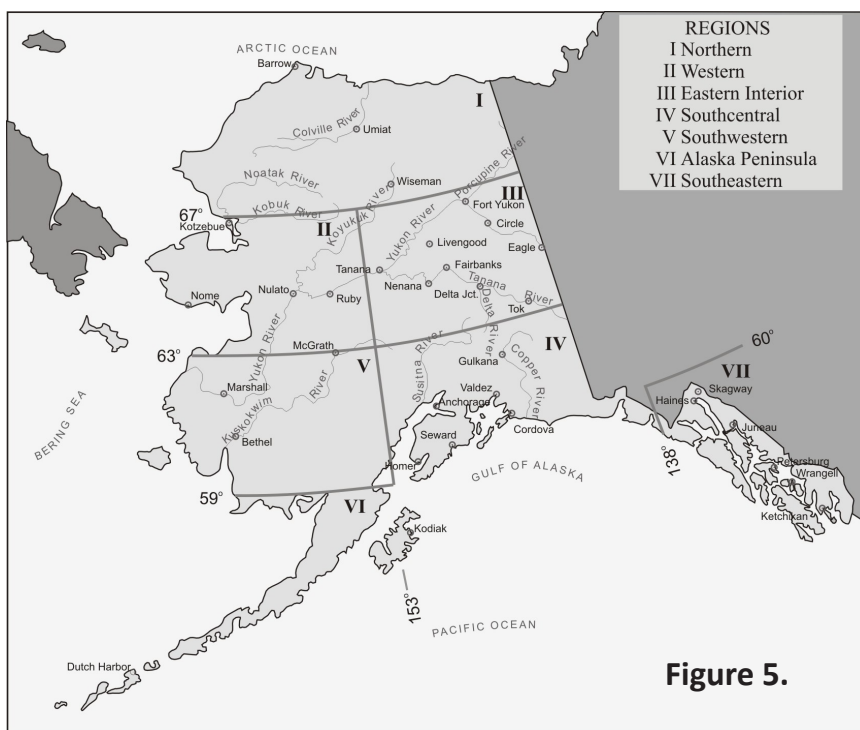 REGIONS
I Northern
II Western
III Eastern Interior
IV Southcentral
V Southwestern
VI Alaska Peninsula
VII Southeastern
ARCTIC OCEAN
Barrow
I
Colville River
Umiat
Noatak River
Wiseman
Porcupine River
67°
Kobuk River
Koyukuk River
III
Fort Yukon
Kotzebue
II
Circle
Yukon River
Livengood
Eagle
Tanana
Fairbanks
Nenana
Tanana River
Delta Jct.
Nome
Nulato
Ruby
Tok
Delta River
63°
McGrath
Yukon River
V
Susitna River
IV
Gulkana
Copper River
60°
VII
Marshall
Kuskokwim River
Valdez
Anchorage
Skagway
Haines
Cordova
Bethel
Seward
Juneau
BERING SEA
Homer
GULF OF ALASKA
138°
Petersburg
Wrangell
59°
VI
Ketchikan
Kodiak
153°
PACIFIC OCEAN
Dutch Harbor
Figure 5.